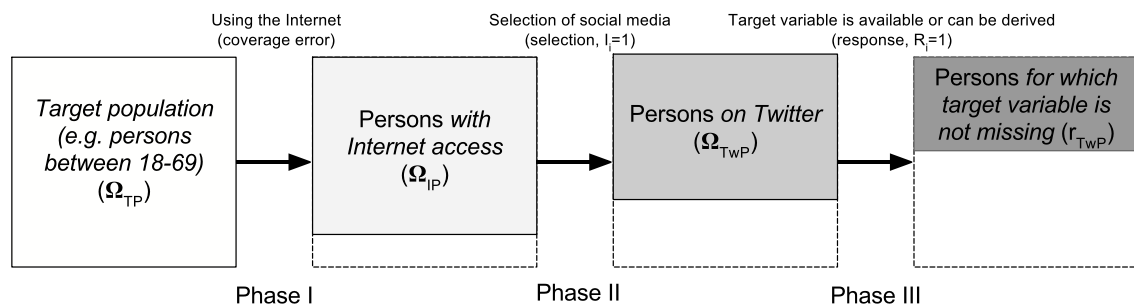 Using the Internet
(coverage error)
Selection of social media
(selection, Iᵢ=1)
Target variable is available or can be derived
(response, Rᵢ=1)
Target population
(e.g. persons
between 18-69)
(Ω_TP)
Persons with
Internet access
(Ω_IP)
Persons on Twitter
(Ω_TwP)
Persons for which
target variable is
not missing (r_TwP)
Phase I
Phase II
Phase III